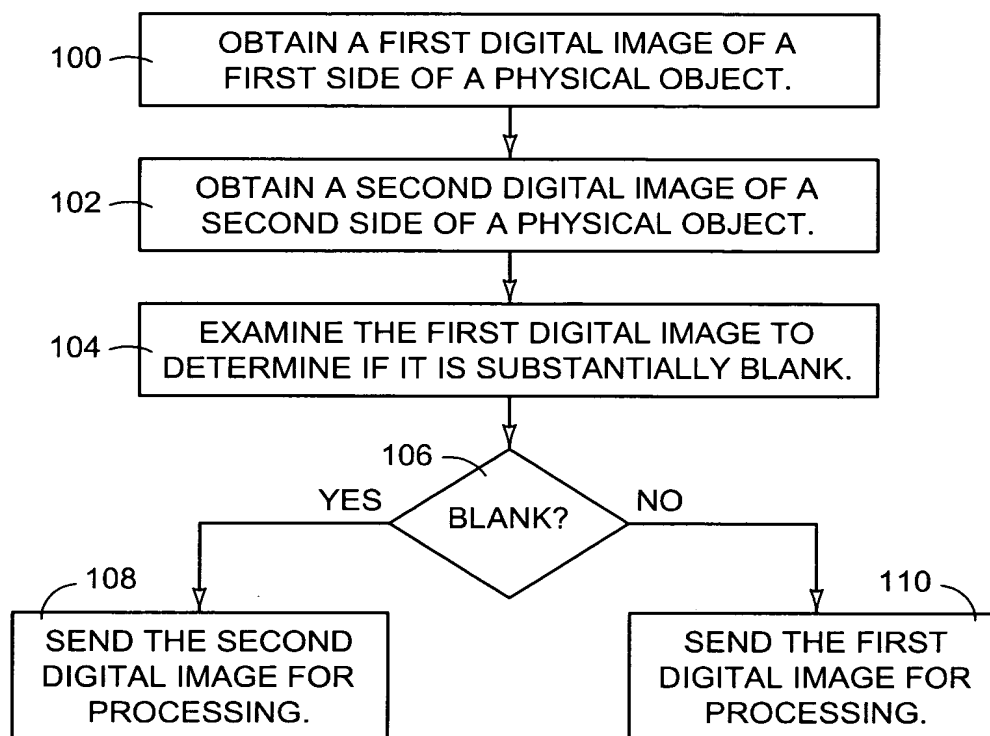 100
OBTAIN A FIRST DIGITAL IMAGE OF A
FIRST SIDE OF A PHYSICAL OBJECT.
102
OBTAIN A SECOND DIGITAL IMAGE OF A
SECOND SIDE OF A PHYSICAL OBJECT.
104
EXAMINE THE FIRST DIGITAL IMAGE TO
DETERMINE IF IT IS SUBSTANTIALLY BLANK.
106
YES
BLANK?
NO
108
SEND THE SECOND
DIGITAL IMAGE FOR
PROCESSING.
110
SEND THE FIRST
DIGITAL IMAGE FOR
PROCESSING.